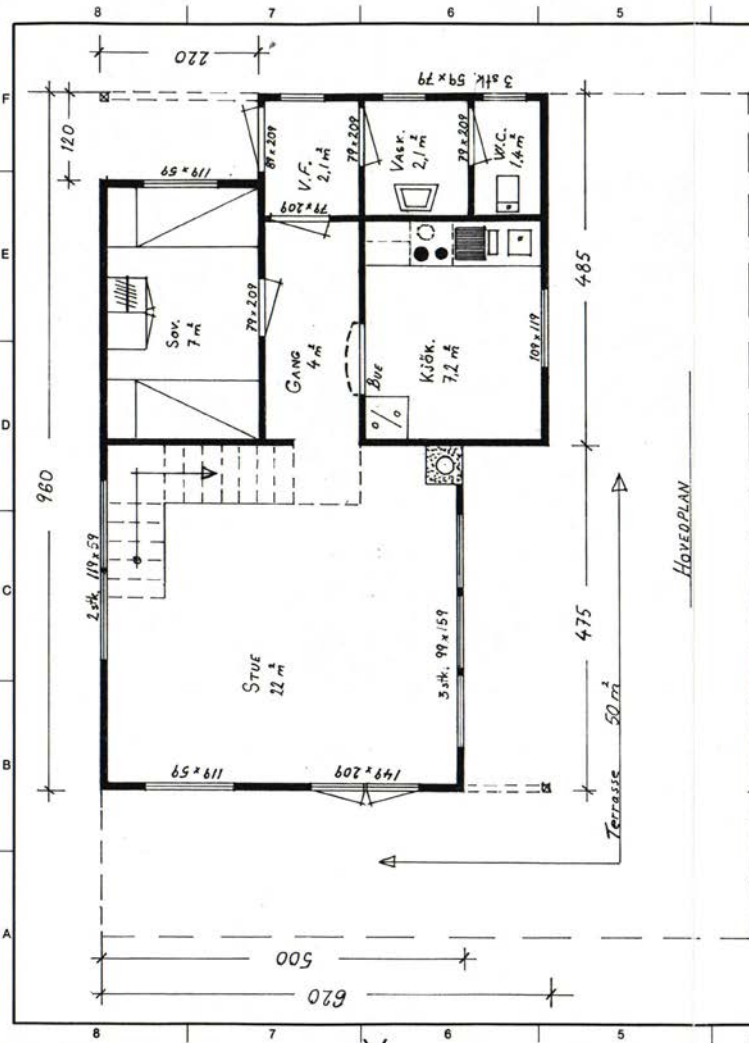 8 7 6 5
F
E
D
C
B
A
220
3 stk. 59 x 79
120
960
119 x 59
89 x 209
V.F.
2,1 m²
79 x 209
79 x 209
VASK.
2,1 m²
79 x 209
W.C.
1,4 m²
SOV.
7 m²
79 x 209
GANG
4 m²
BUE
KJÖK.
7,2 m²
109 x 119
485
o/o
2 stk. 119 x 59
STUE
22 m²
3 stk. 99 x 159
475
HOVEDPLAN
Terrasse 50 m²
119 x 59
149 x 209
500
620
8 7 6 5